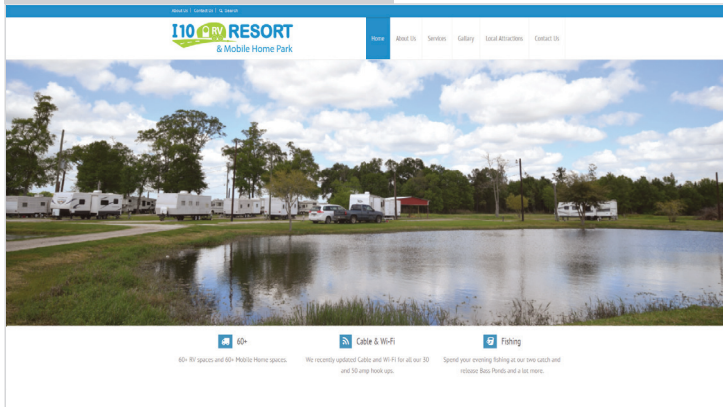 About Us | Contact Us | Search
I10 RV RESORT
& Mobile Home Park
Home About Us Services Gallary Local Attractions Contact Us
60+ Cable & Wi-Fi Fishing
60+ RV spaces and 60+ Mobile Home spaces. We recently updated Cable and Wi-Fi for all our 30 Spend your evening fishing at our two catch and
and 50 amp hook ups. release Bass Ponds and a lot more.